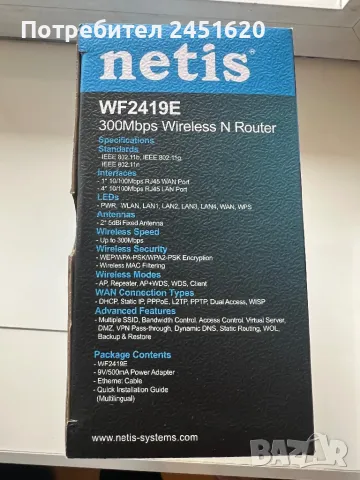 Потребител 2451620
netis®
WF2419E
300Mbps Wireless N Router
Specifications
Standards
- IEEE 802.11b, IEEE 802.11g,
IEEE 802.11n
Interfaces
- 1* 10/100Mbps RJ45 WAN Port
- 4* 10/100Mbps RJ45 LAN Port
LEDs
- PWR, WLAN, LAN1, LAN2, LAN3, LAN4, WAN, WPS
Antennas
- 2* 5dBi Fixed Antenna
Wireless Speed
- Up to 300Mbps
Wireless Security
- WEP/WPA-PSK/WPA2-PSK Encryption
- Wireless MAC Filtering
Wireless Modes
- AP, Repeater, AP+WDS, WDS, Client
WAN Connection Types
- DHCP, Static IP, PPPoE, L2TP, PPTP, Dual Access, WISP
Advanced Features
- Multiple SSID, Bandwidth Control, Access Control, Virtual Server,
DMZ, VPN Pass-through, Dynamic DNS, Static Routing, WOL,
Backup & Restore
Package Contents
- WF2419E
- 9V/500mA Power Adapter
- Ethernet Cable
- Quick Installation Guide
(Multilingual)
www.netis-systems.com
bazar